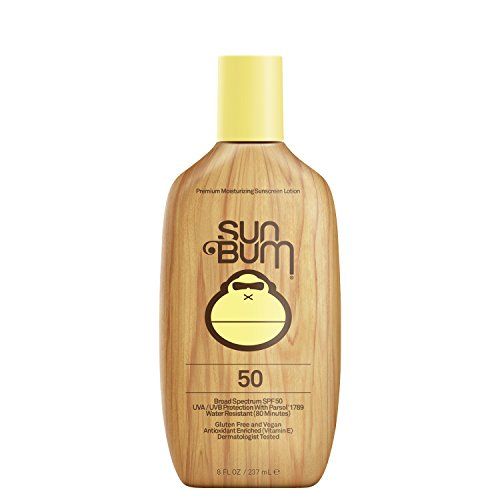 Premium Moisturizing Sunscreen Lotion
SUN
BUM®
50
Broad Spectrum SPF 50
UVA / UVB Protection With Parsol® 1789
Water Resistant (80 Minutes)
Gluten Free and Vegan
Antioxidant Enriched (Vitamin E)
Dermatologist Tested
8 FL OZ / 237 mL ℮